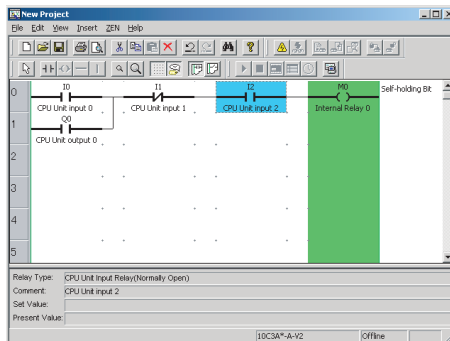 New Project
File Edit View Insert ZEN Help
0
I0
I1
I2
M0
Self-holding Bit
CPU Unit input 0
CPU Unit input 1
CPU Unit input 2
Internal Relay 0
1
Q0
CPU Unit output 0
2
3
4
5
Relay Type: CPU Unit Input Relay(Normally Open)
Comment: CPU Unit input 2
Set Value:
Present Value:
10C3A*-A-V2
Offline